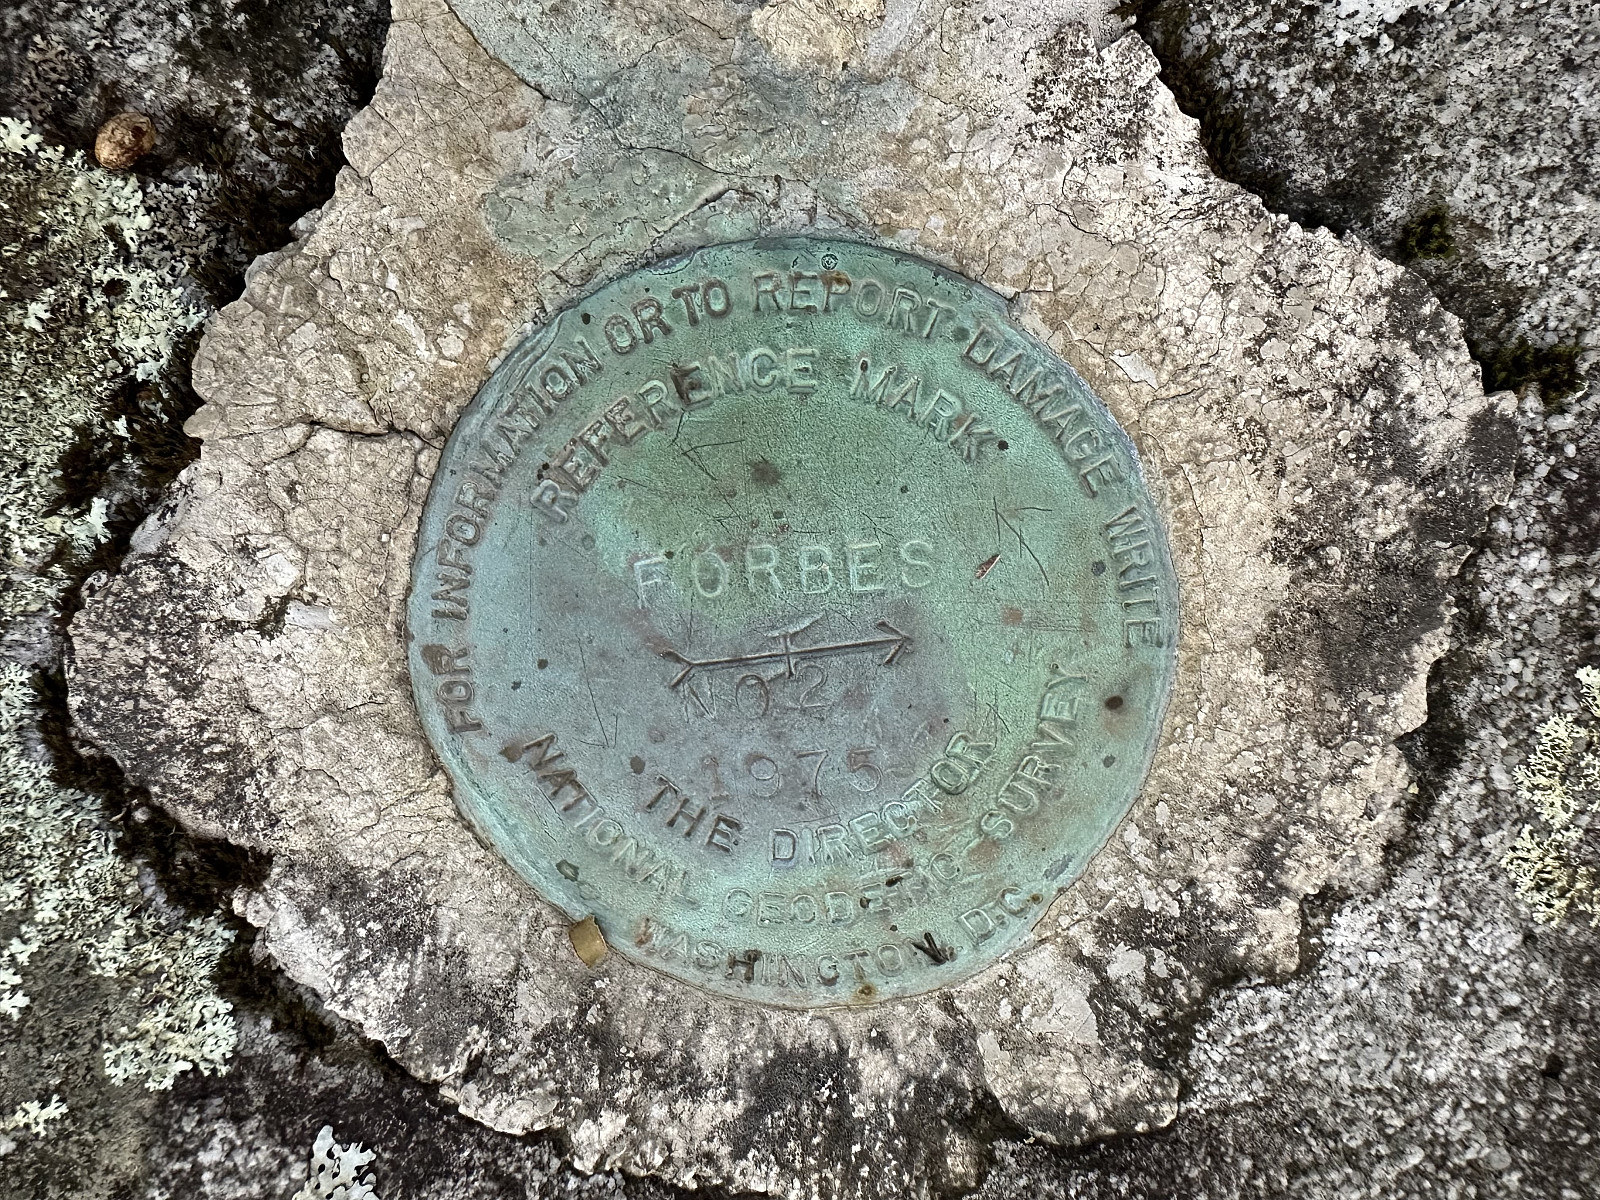 FOR INFORMATION OR TO REPORT DAMAGE WRITE
REFERENCE MARK
FORBES
NO 2
1975
THE DIRECTOR
NATIONAL GEODETIC SURVEY
WASHINGTON, D.C.